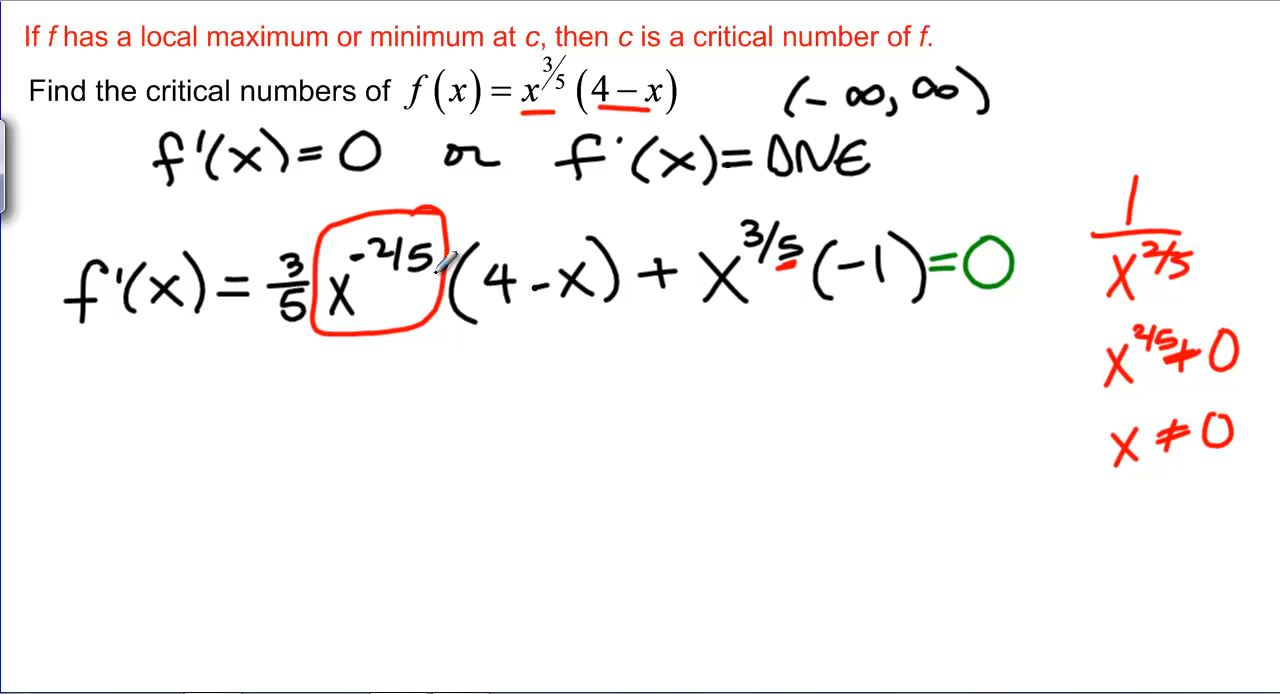 If f has a local maximum or minimum at c, then c is a critical number of f.
Find the critical numbers of f(x) = x^(3/5) (4 − x) (-∞, ∞)
f'(x) = 0 or f'(x) = DNE
f'(x) = 3/5 x^(-2/5) (4 - x) + x^(3/5) (-1) = 0
1/x^(2/5)
x^(2/5) ≠ 0
x ≠ 0